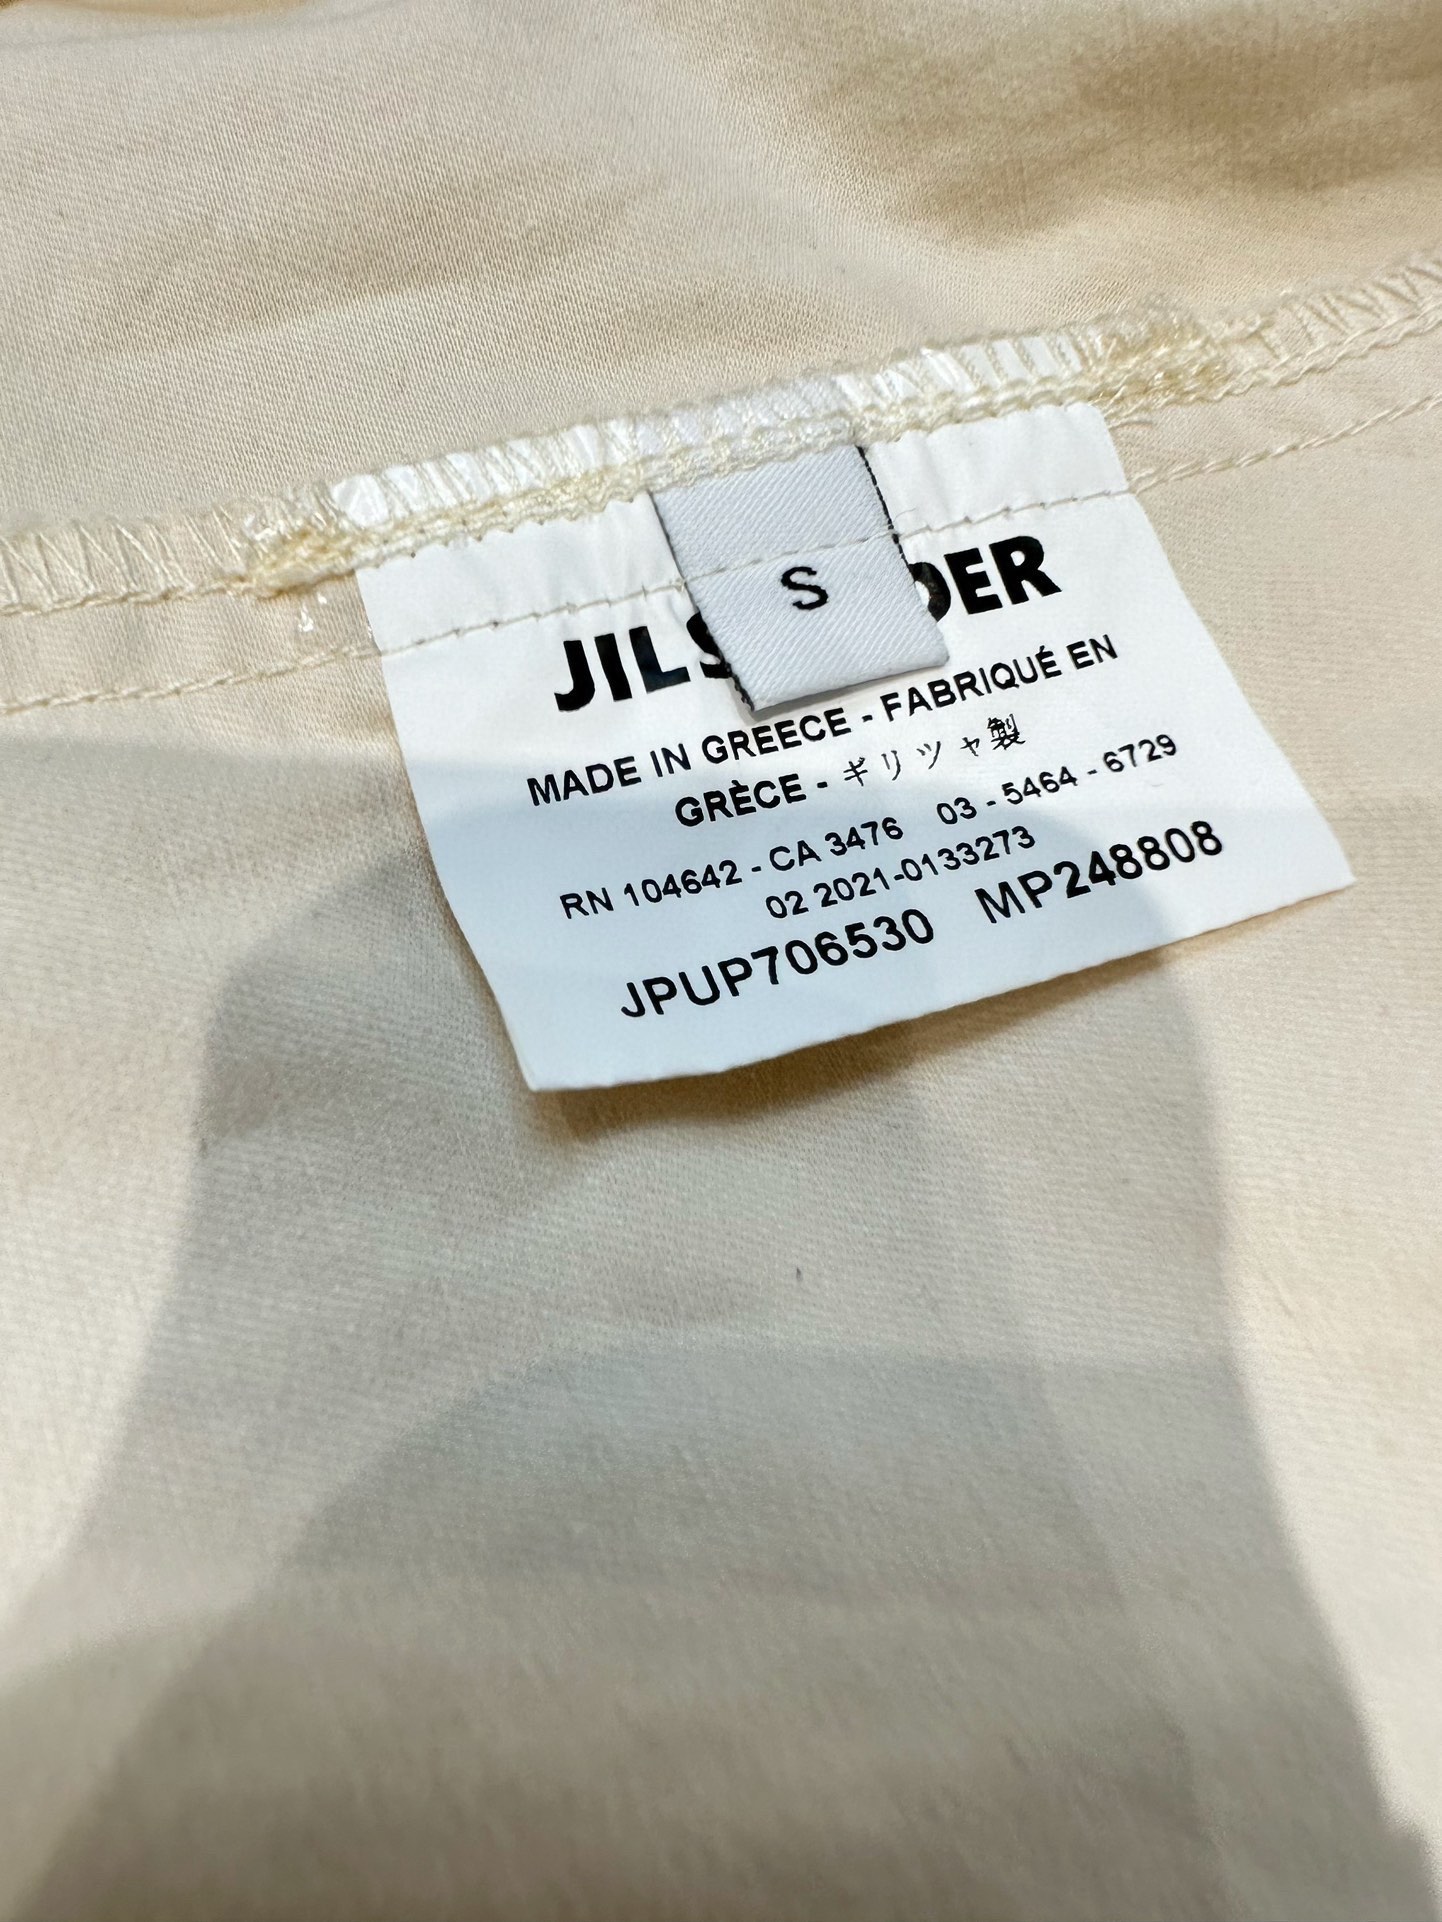 S
JILS DER
MADE IN GREECE - FABRIQUÉ EN
GRÈCE - ギリツャ製
RN 104642 - CA 3476 03 - 5464 - 6729
02 2021-0133273
JPUP706530 MP248808